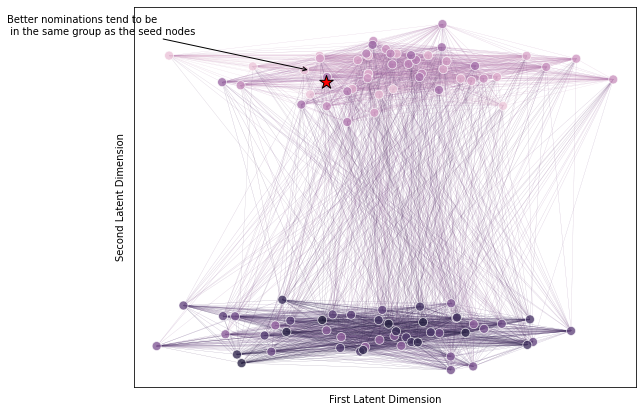 Better nominations tend to be
in the same group as the seed nodes
Second Latent Dimension
First Latent Dimension